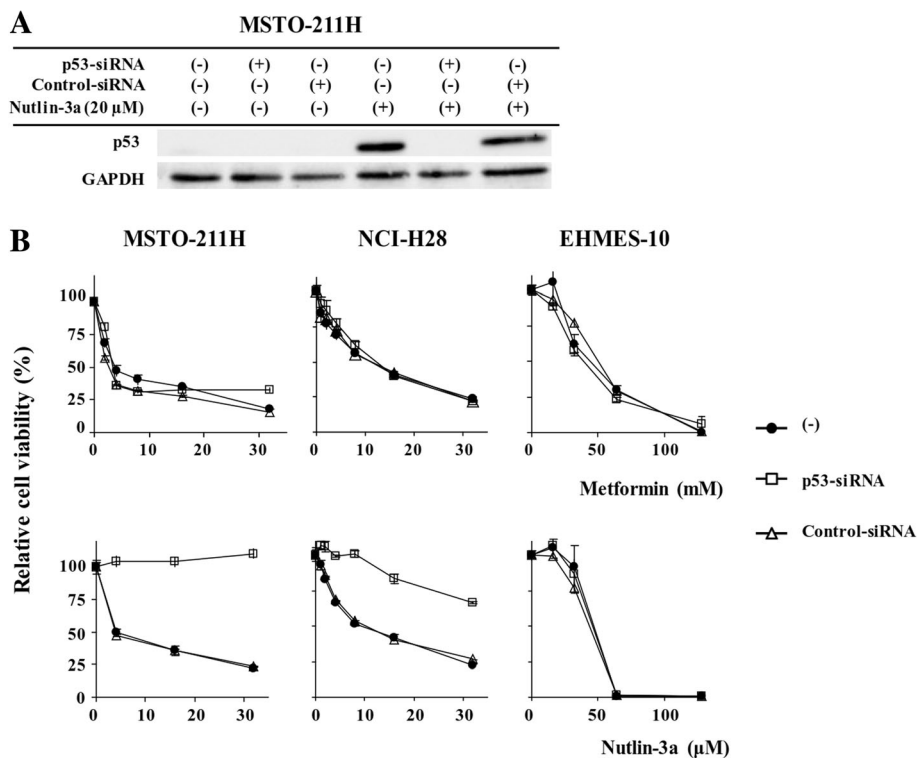 A
MSTO-211H
p53-siRNA (-) (+) (-) (-) (+) (-)
Control-siRNA (-) (-) (+) (-) (-) (+)
Nutlin-3a (20 µM) (-) (-) (-) (+) (+) (+)
p53
GAPDH
B
MSTO-211H NCI-H28 EHMES-10
Relative cell viability (%)
100
75
50
25
0
0 10 20 30 0 10 20 30 0 50 100
Metformin (mM)
(-)
p53-siRNA
Control-siRNA
100
75
50
25
0
0 10 20 30 0 10 20 30 0 50 100
Nutlin-3a (µM)